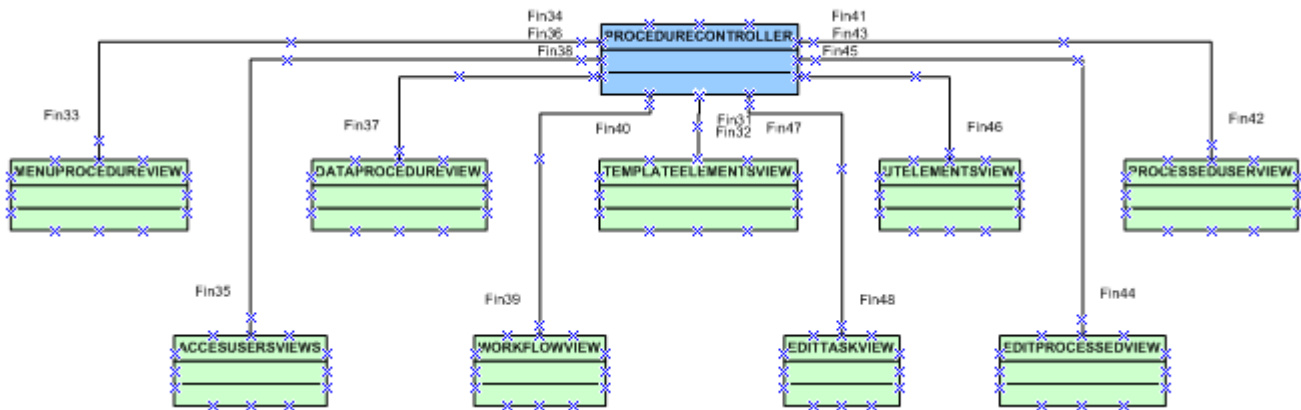 Fin34
Fin41
Fin36
PROCEDURECONTROLLER
Fin43
Fin38
Fin45
Fin33
Fin37
Fin40
Fin31
Fin32
Fin47
Fin46
Fin42
MENUPROCEDUREVIEW
DATAPROCEDUREVIEW
TEMPLATEELEMENTSVIEW
UTELEMENTSVIEW
PROCESSEDUSERVIEW
Fin35
Fin39
Fin48
Fin44
ACCESUSERSVIEWS
WORKFLOWVIEW
EDITTASKVIEW
EDITPROCESSEDVIEW